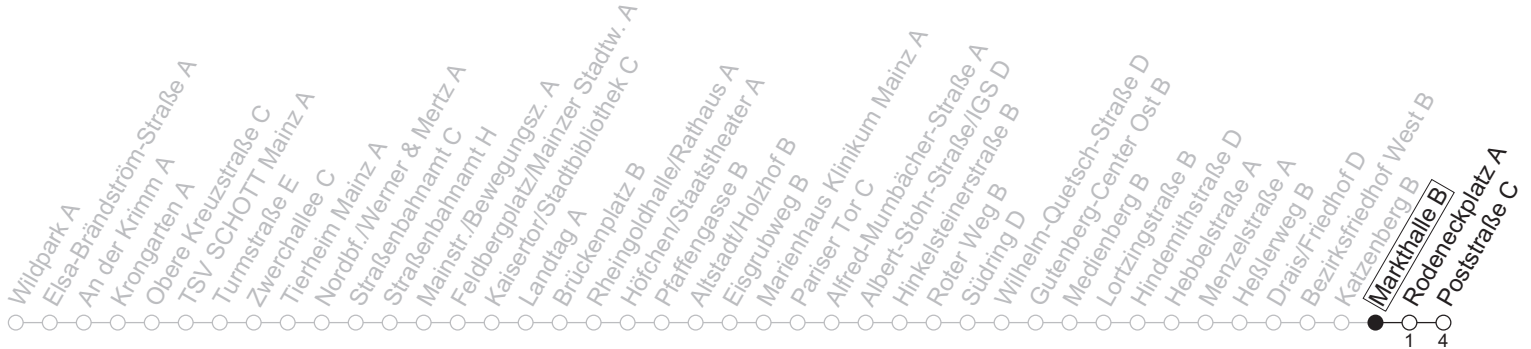 Wildpark A
Elsa-Brändström-Straße A
An der Krimm A
Krongarten A
Obere Kreuzstraße C
TSV SCHOTT Mainz A
Turmstraße E
Zwerchallee C
Tierheim Mainz A
Nordbf./Werner & Mertz A
Straßenbahnamt C
Straßenbahnamt H
Mainstr./Bewegungsz. A
Feldbergplatz/Mainzer Stadtw. A
Kaisertor/Stadtbibliothek C
Landtag A
Brückenplatz B
Rheingoldhalle/Rathaus A
Höfchen/Staatstheater A
Pfaffengasse B
Altstadt/Holzhof B
Eisgrubweg B
Marienhaus Klinikum Mainz A
Pariser Tor C
Alfred-Mumbächer-Straße A
Albert-Stohr-Straße/IGS D
Hinkelsteinerstraße B
Roter Weg B
Südring D
Wilhelm-Quetsch-Straße D
Gutenberg-Center Ost B
Medienberg B
Lortzingstraße B
Hindemithstraße D
Hebbelstraße A
Menzelstraße A
Heßlerweg B
Drais/Friedhof D
Bezirksfriedhof West B
Katzenberg B
Markthalle B
Rodeneckplatz A
Poststraße C
1
4